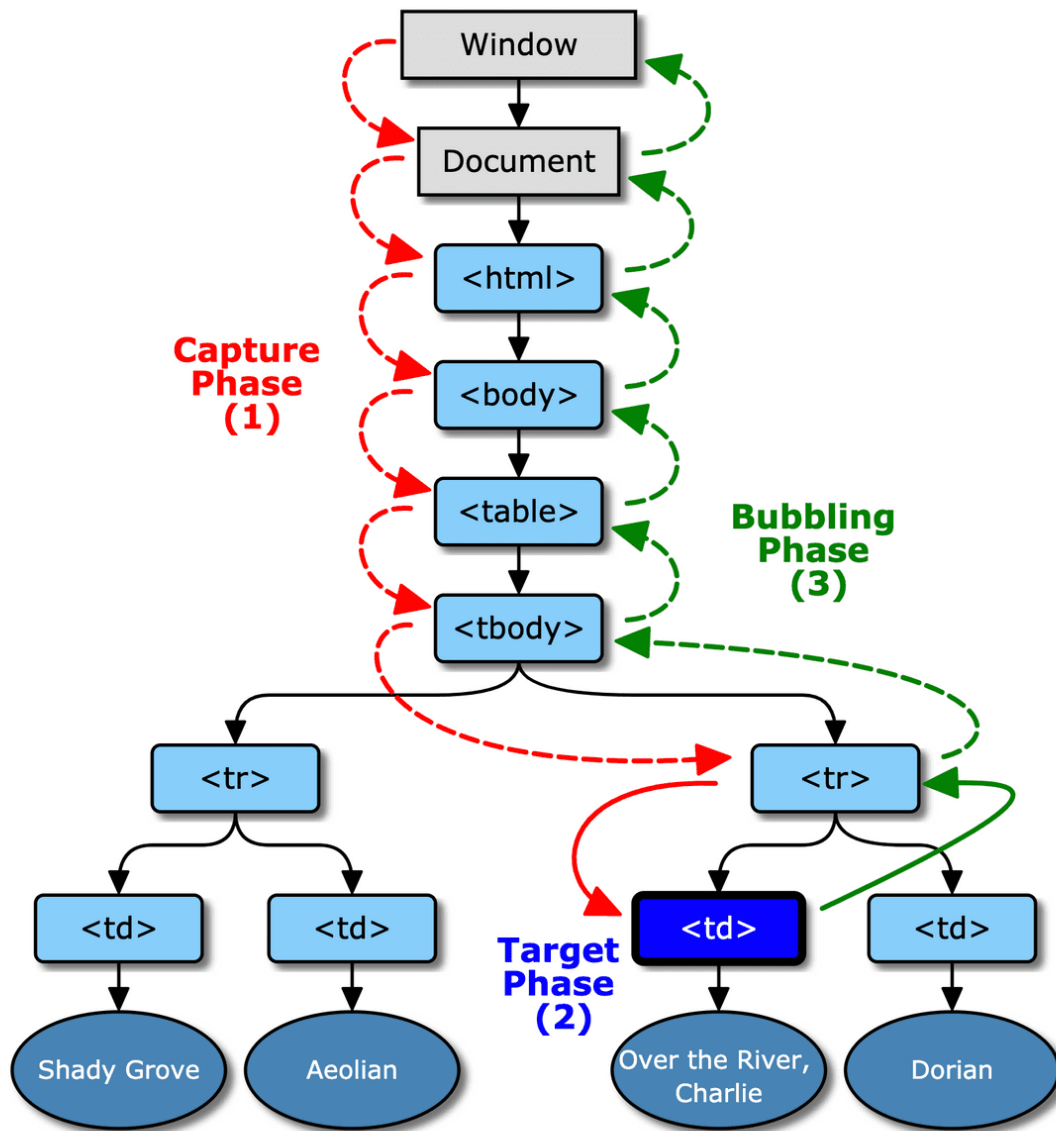 Window
Document
<html>
Capture
Phase
(1)
<body>
<table>
Bubbling
Phase
(3)
<tbody>
<tr>
<tr>
<td>
<td>
<td>
<td>
Target
Phase
(2)
Shady Grove
Aeolian
Over the River,
Charlie
Dorian